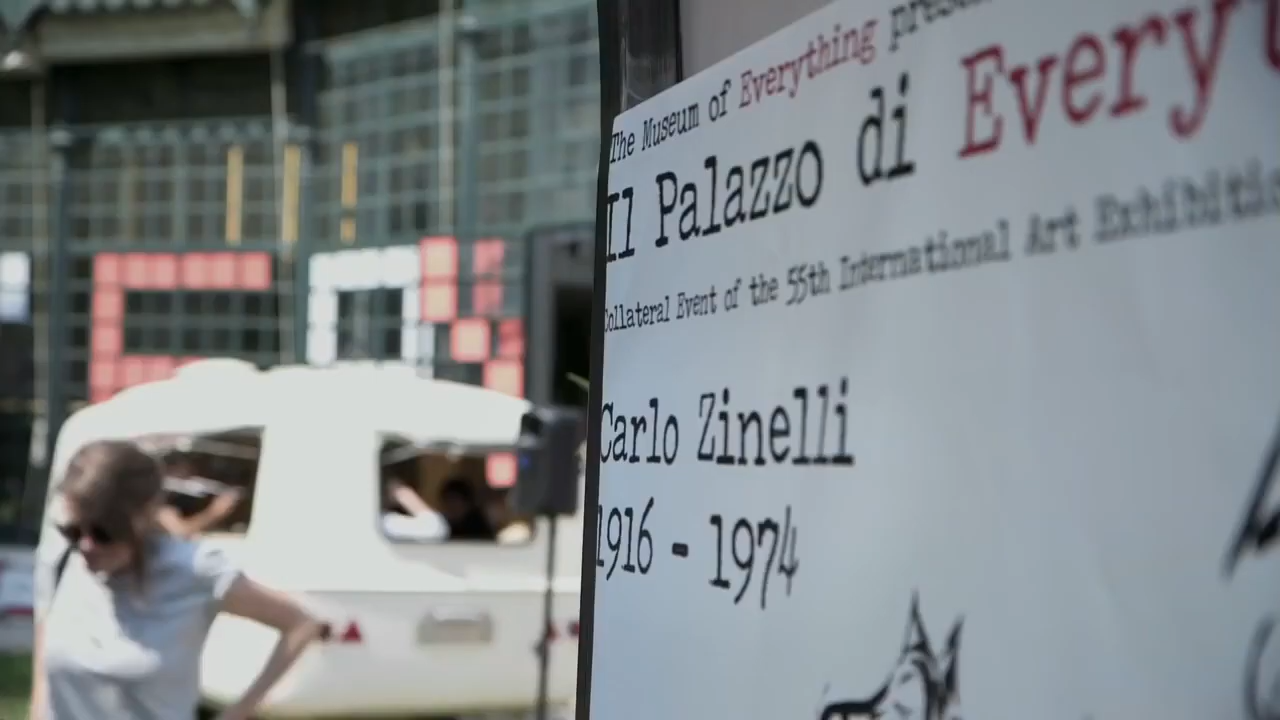 The Museum of Everything
Il Palazzo di
Collateral Event of the 55th International Art
Carlo Zinelli
1916 - 1974